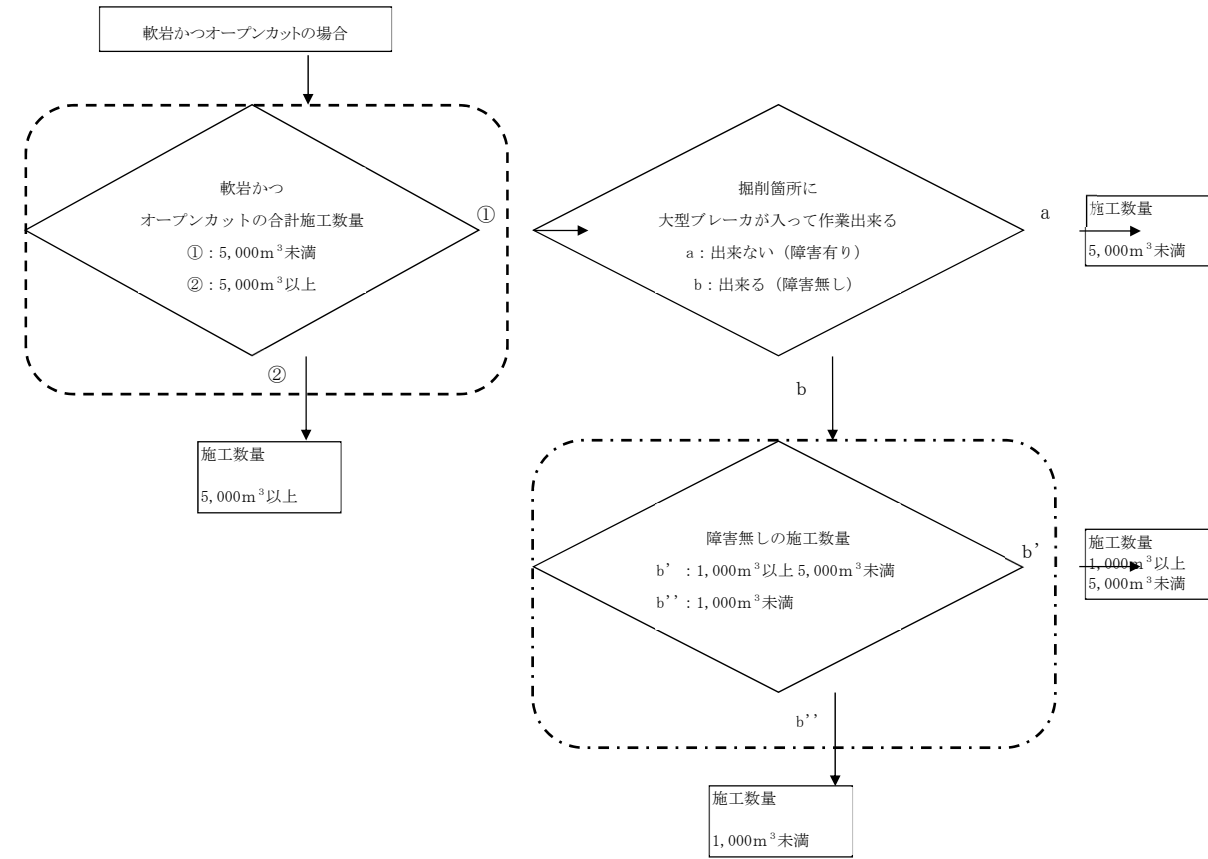 軟岩かつオープンカットの場合
軟岩かつ
オープンカットの合計施工数量
①：5,000m³未満
②：5,000m³以上
①
②
施工数量
5,000m³以上
掘削箇所に
大型ブレーカが入って作業出来る
a：出来ない（障害有り）
b：出来る（障害無し）
a
施工数量
5,000m³未満
b
障害無しの施工数量
b'：1,000m³以上5,000m³未満
b''：1,000m³未満
b'
施工数量
1,000m³以上
5,000m³未満
b''
施工数量
1,000m³未満